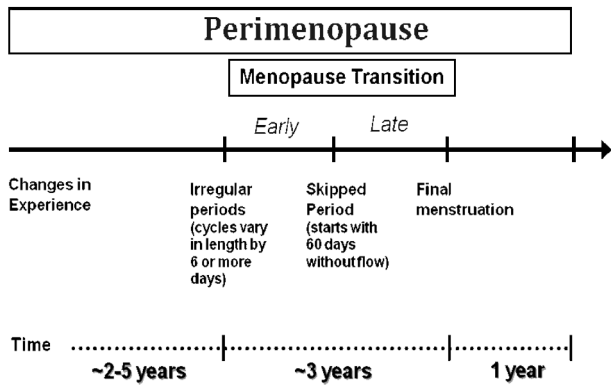 Perimenopause
Menopause Transition
Early
Late
Changes in
Experience
Irregular
periods
(cycles vary
in length by
6 or more
days)
Skipped
Period
(starts with
60 days
without flow)
Final
menstruation
Time
~2-5 years
~3 years
1 year